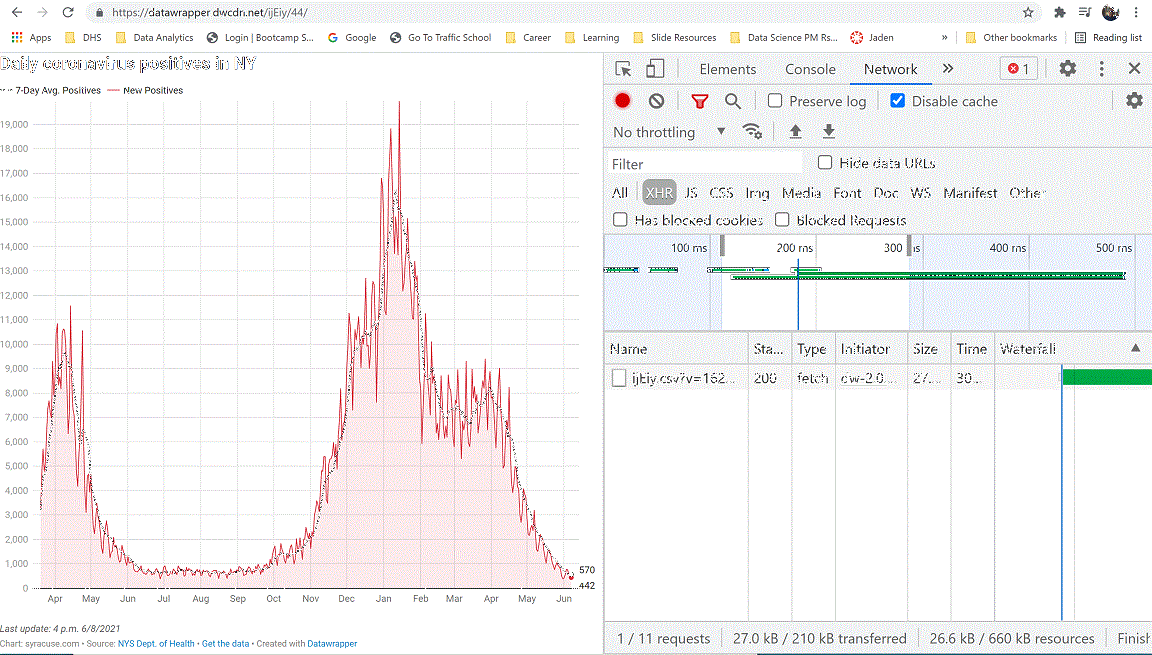 https://datawrapper.dwcdn.net/ijEiy/44/
Apps DHS Data Analytics Login | Bootcamp S... Google Go To Traffic School Career Learning Slide Resources Data Science PM Rs... Jaden » Other bookmarks Reading list
Daily coronavirus positives in NY
7-Day Avg. Positives New Positives
19,000
18,000
17,000
16,000
15,000
14,000
13,000
12,000
11,000
10,000
9,000
8,000
7,000
6,000
5,000
4,000
3,000
2,000
1,000
0
570
442
Apr May Jun Jul Aug Sep Oct Nov Dec Jan Feb Mar Apr May Jun
Last update: 4 p.m. 6/8/2021
Chart: syracuse.com • Source: NYS Dept. of Health • Get the data • Created with Datawrapper
Elements Console Network » 1
Preserve log Disable cache
No throttling
Filter Hide data URLs
All XHR JS CSS Img Media Font Doc WS Manifest Other
Has blocked cookies Blocked Requests
100 ms 200 ms 300 ms 400 ms 500 ms
Name Sta... Type Initiator Size Time Waterfall
ijEiy.csv?v=162... 200 fetch dw-2.0.... 27.... 30...
1 / 11 requests 27.0 kB / 210 kB transferred 26.6 kB / 660 kB resources Finish